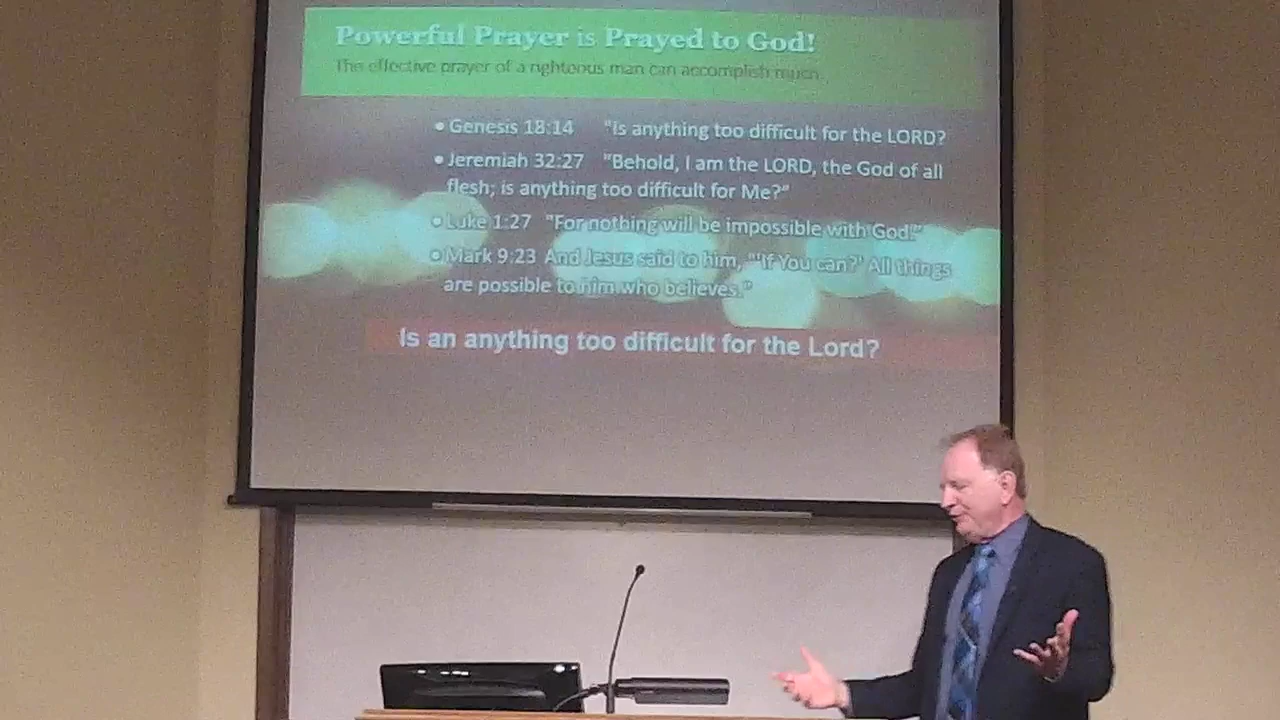 Powerful Prayer is Prayed to God!
The effective prayer of a righteous man can accomplish much.
• Genesis 18:14 "Is anything too difficult for the LORD?
• Jeremiah 32:27 "Behold, I am the LORD, the God of all
flesh; is anything too difficult for Me?"
• Luke 1:27 "For nothing will be impossible with God."
• Mark 9:23 And Jesus said to him, "'If You can?' All things
are possible to him who believes."
Is an anything too difficult for the Lord?